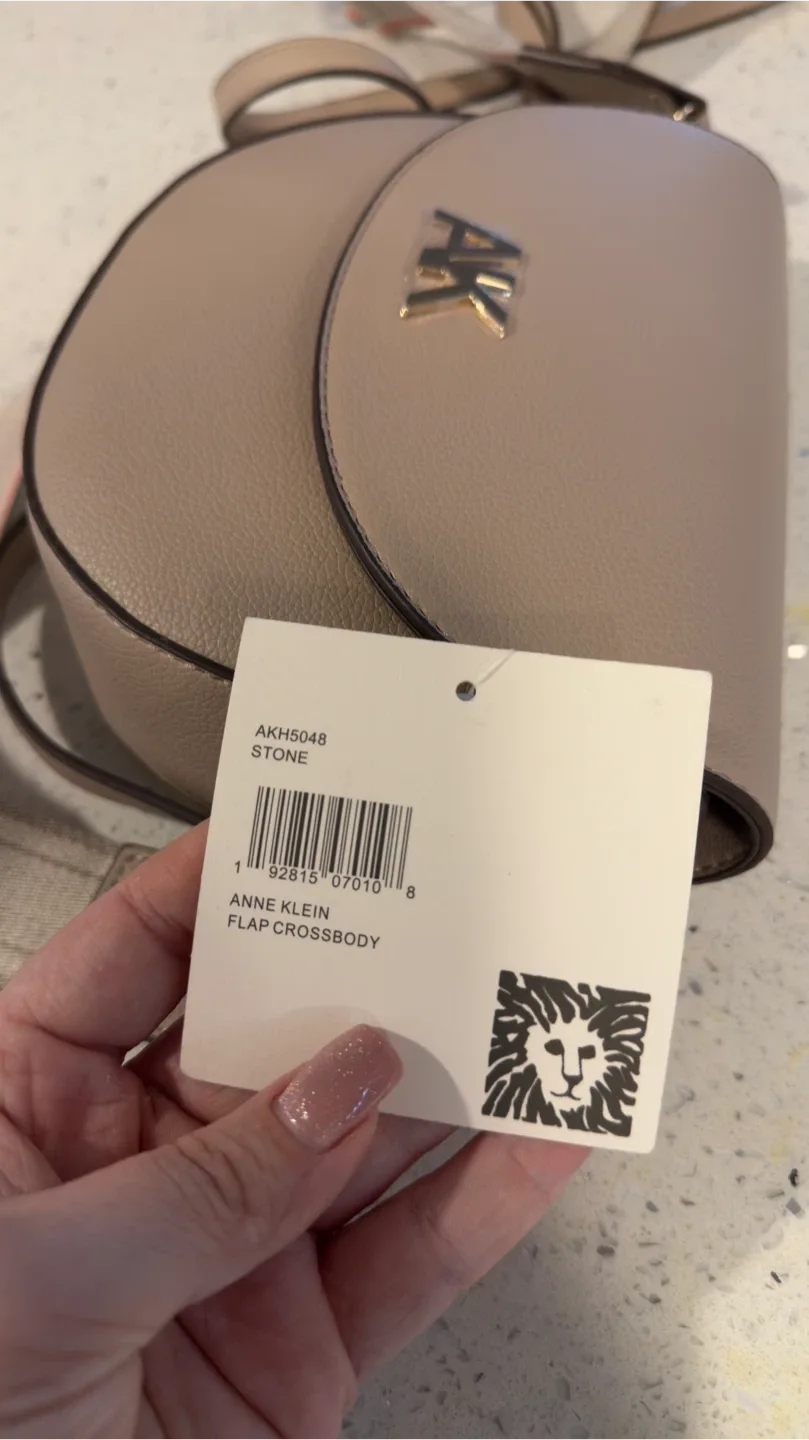 AK
AKH5048
STONE
1 92815 07010 8
ANNE KLEIN
FLAP CROSSBODY